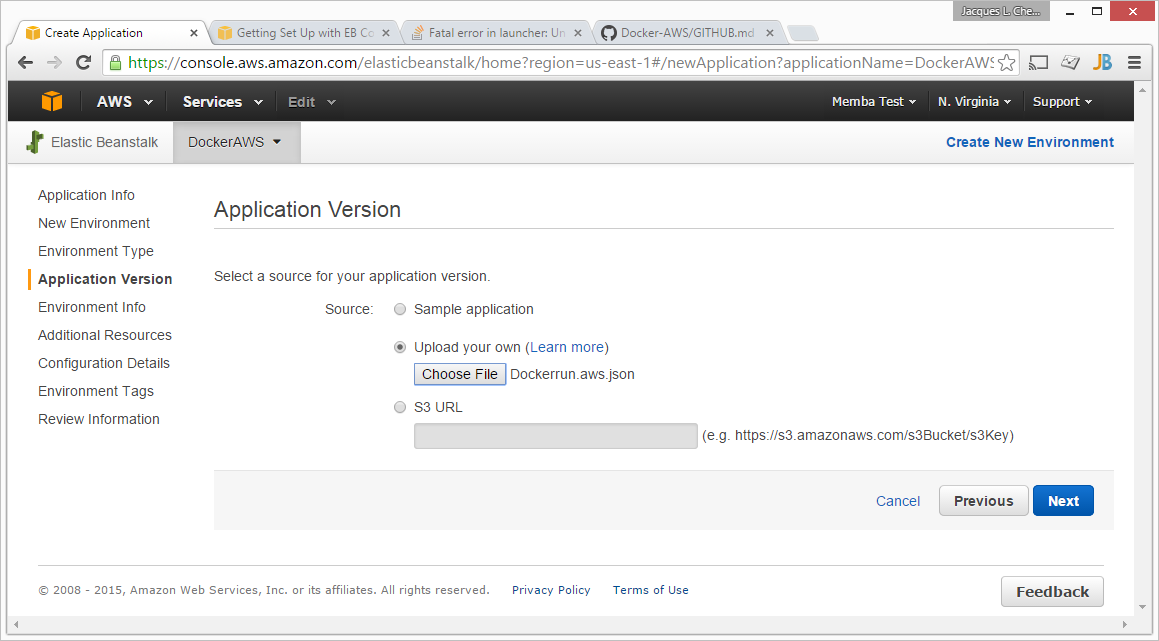 Jacques L. Che...
Create Application
Getting Set Up with EB Co
Fatal error in launcher: Un
Docker-AWS/GITHUB.md
https://console.aws.amazon.com/elasticbeanstalk/home?region=us-east-1#/newApplication?applicationName=DockerAWS
JB
AWS Services Edit Memba Test N. Virginia Support
Elastic Beanstalk DockerAWS Create New Environment
Application Info
New Environment
Environment Type
Application Version
Environment Info
Additional Resources
Configuration Details
Environment Tags
Review Information
Application Version
Select a source for your application version.
Source: Sample application
Upload your own (Learn more)
Choose File Dockerrun.aws.json
S3 URL
(e.g. https://s3.amazonaws.com/s3Bucket/s3Key)
Cancel Previous Next
© 2008 - 2015, Amazon Web Services, Inc. or its affiliates. All rights reserved. Privacy Policy Terms of Use
Feedback